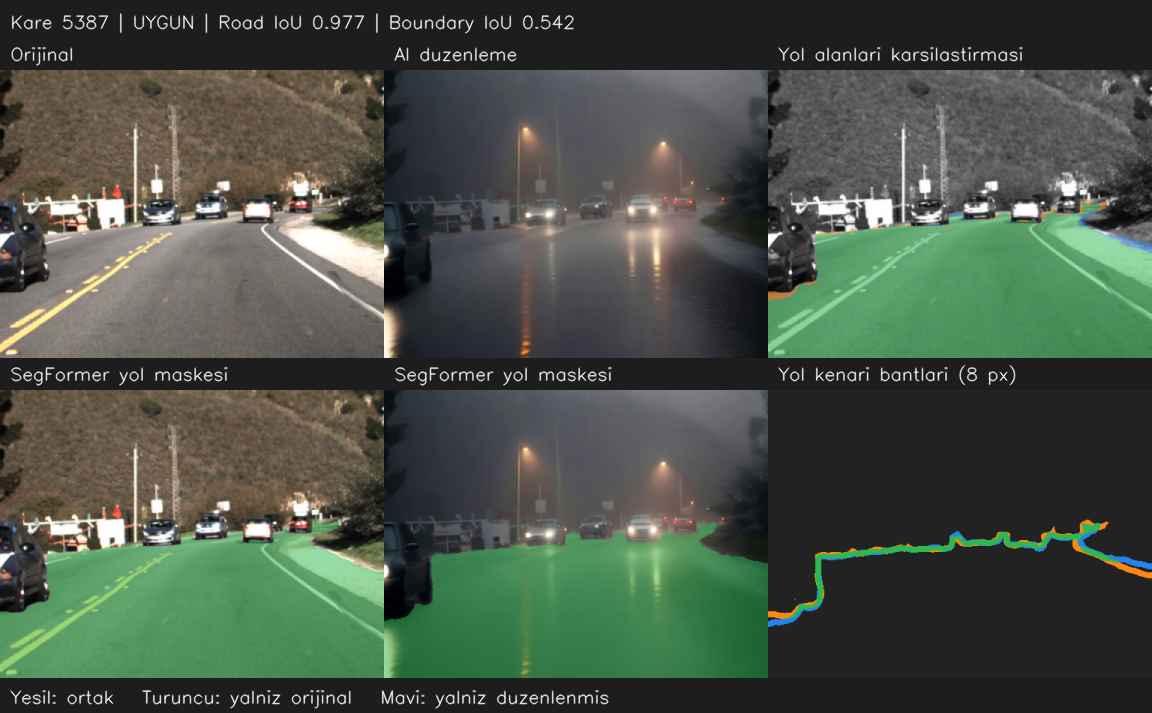 Kare 5387 | UYGUN | Road IoU 0.977 | Boundary IoU 0.542
Orijinal
AI duzenleme
Yol alanlari karsilastirmasi
SegFormer yol maskesi
SegFormer yol maskesi
Yol kenari bantlari (8 px)
Yesil: ortak Turuncu: yalniz orijinal Mavi: yalniz duzenlenmis